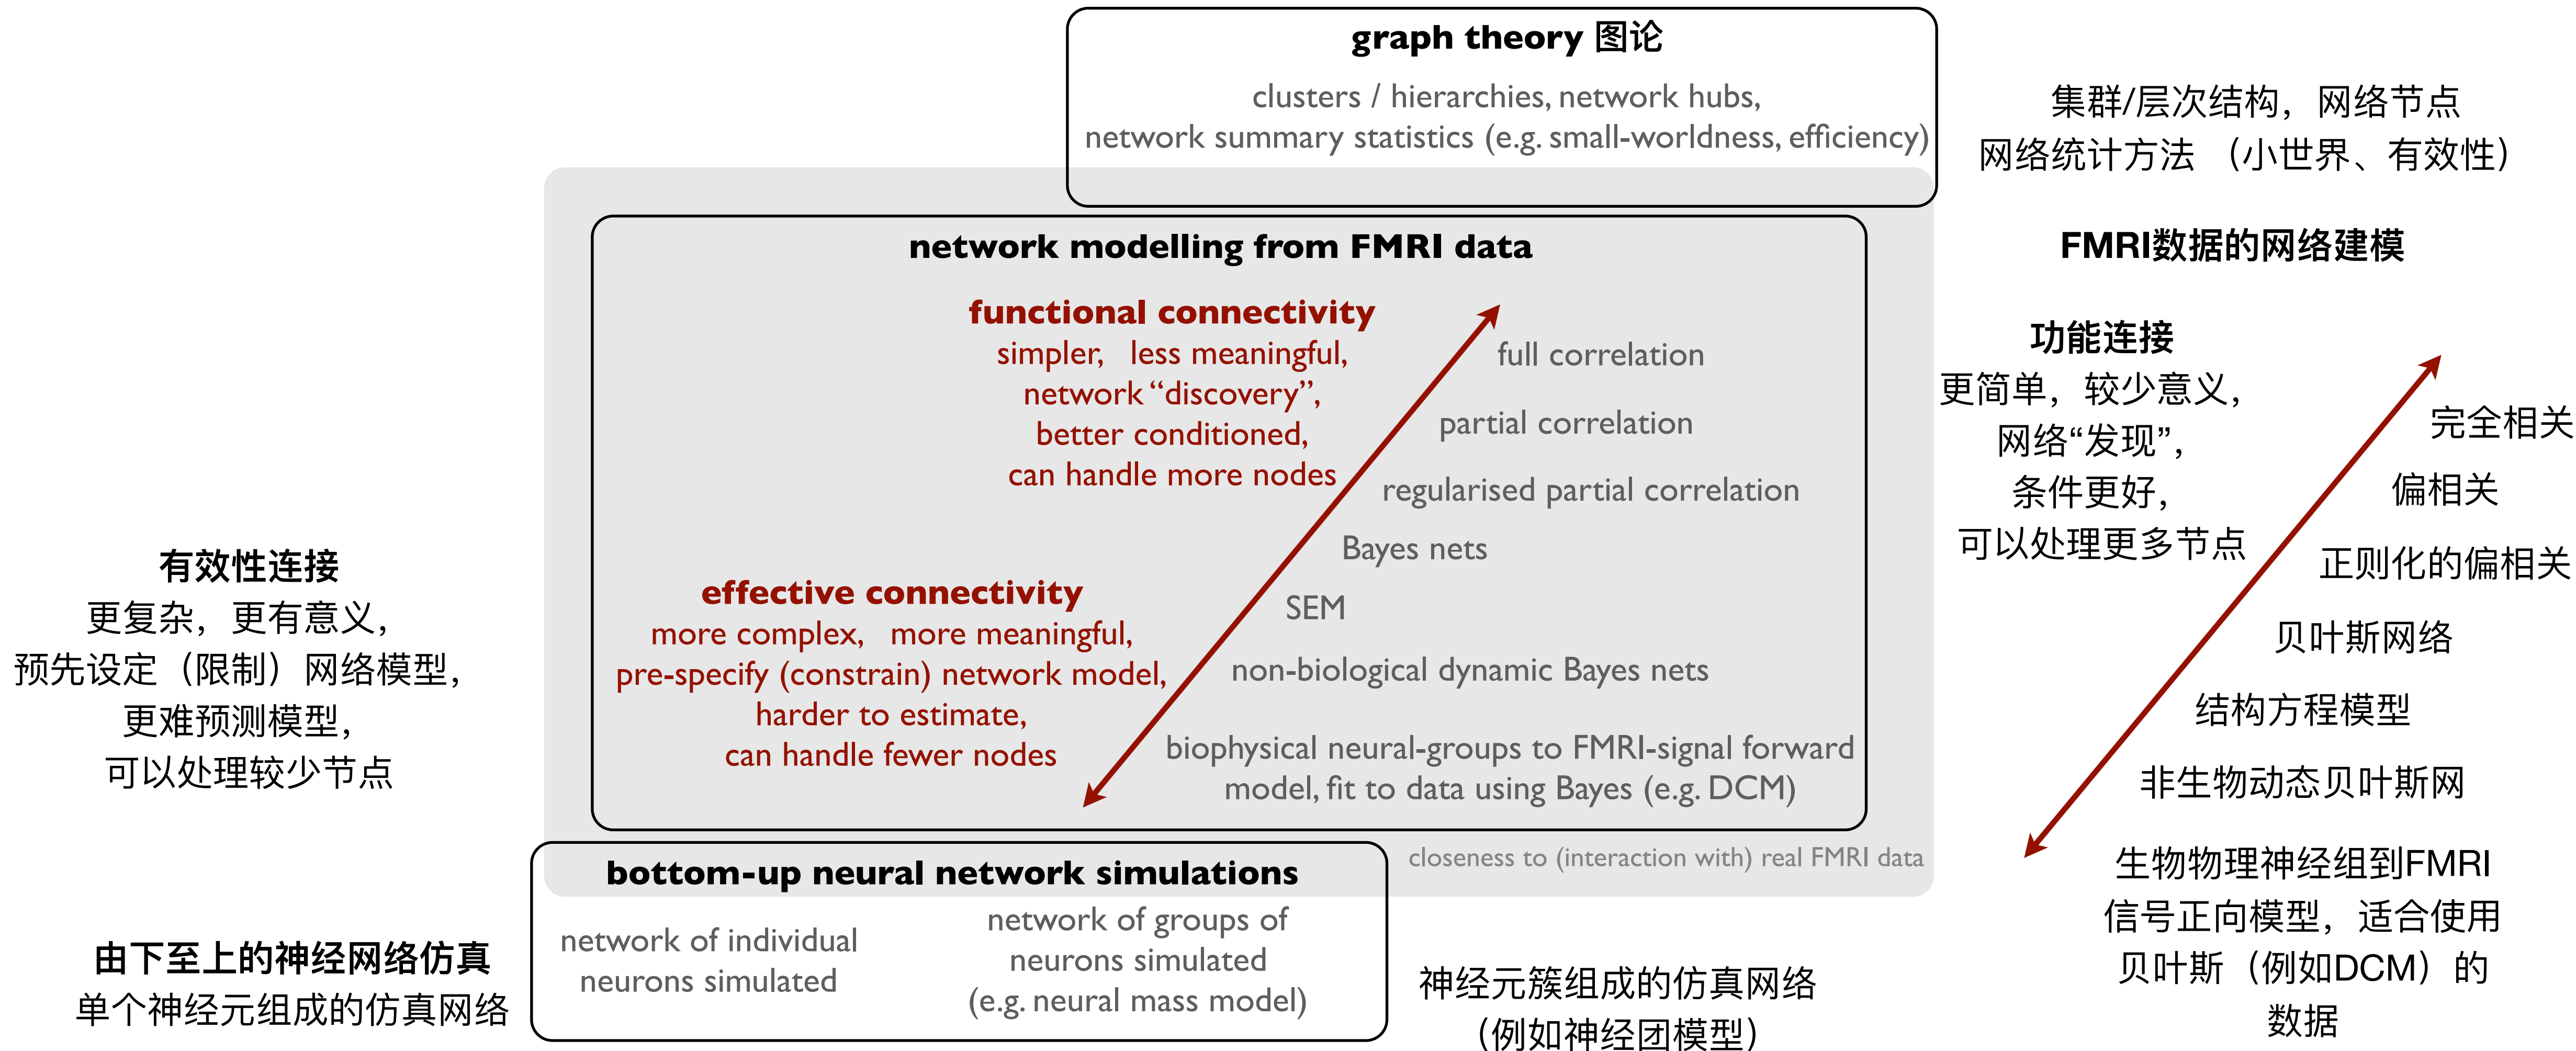 graph theory 图论
clusters / hierarchies, network hubs,
network summary statistics (e.g. small-worldness, efficiency)
集群/层次结构，网络节点
网络统计方法 （小世界、有效性）
network modelling from FMRI data
FMRI数据的网络建模
functional connectivity
simpler, less meaningful,
network “discovery”,
better conditioned,
can handle more nodes
effective connectivity
more complex, more meaningful,
pre-specify (constrain) network model,
harder to estimate,
can handle fewer nodes
full correlation
partial correlation
regularised partial correlation
Bayes nets
SEM
non-biological dynamic Bayes nets
biophysical neural-groups to FMRI-signal forward
model, fit to data using Bayes (e.g. DCM)
closeness to (interaction with) real FMRI data
功能连接
更简单，较少意义，
网络“发现”，
条件更好，
可以处理更多节点
完全相关
偏相关
正则化的偏相关
贝叶斯网络
结构方程模型
非生物动态贝叶斯网
生物物理神经组到FMRI
信号正向模型，适合使用
贝叶斯（例如DCM）的
数据
有效性连接
更复杂，更有意义，
预先设定（限制）网络模型，
更难预测模型，
可以处理较少节点
bottom-up neural network simulations
network of individual
neurons simulated
network of groups of
neurons simulated
(e.g. neural mass model)
由下至上的神经网络仿真
单个神经元组成的仿真网络
神经元簇组成的仿真网络
（例如神经团模型）